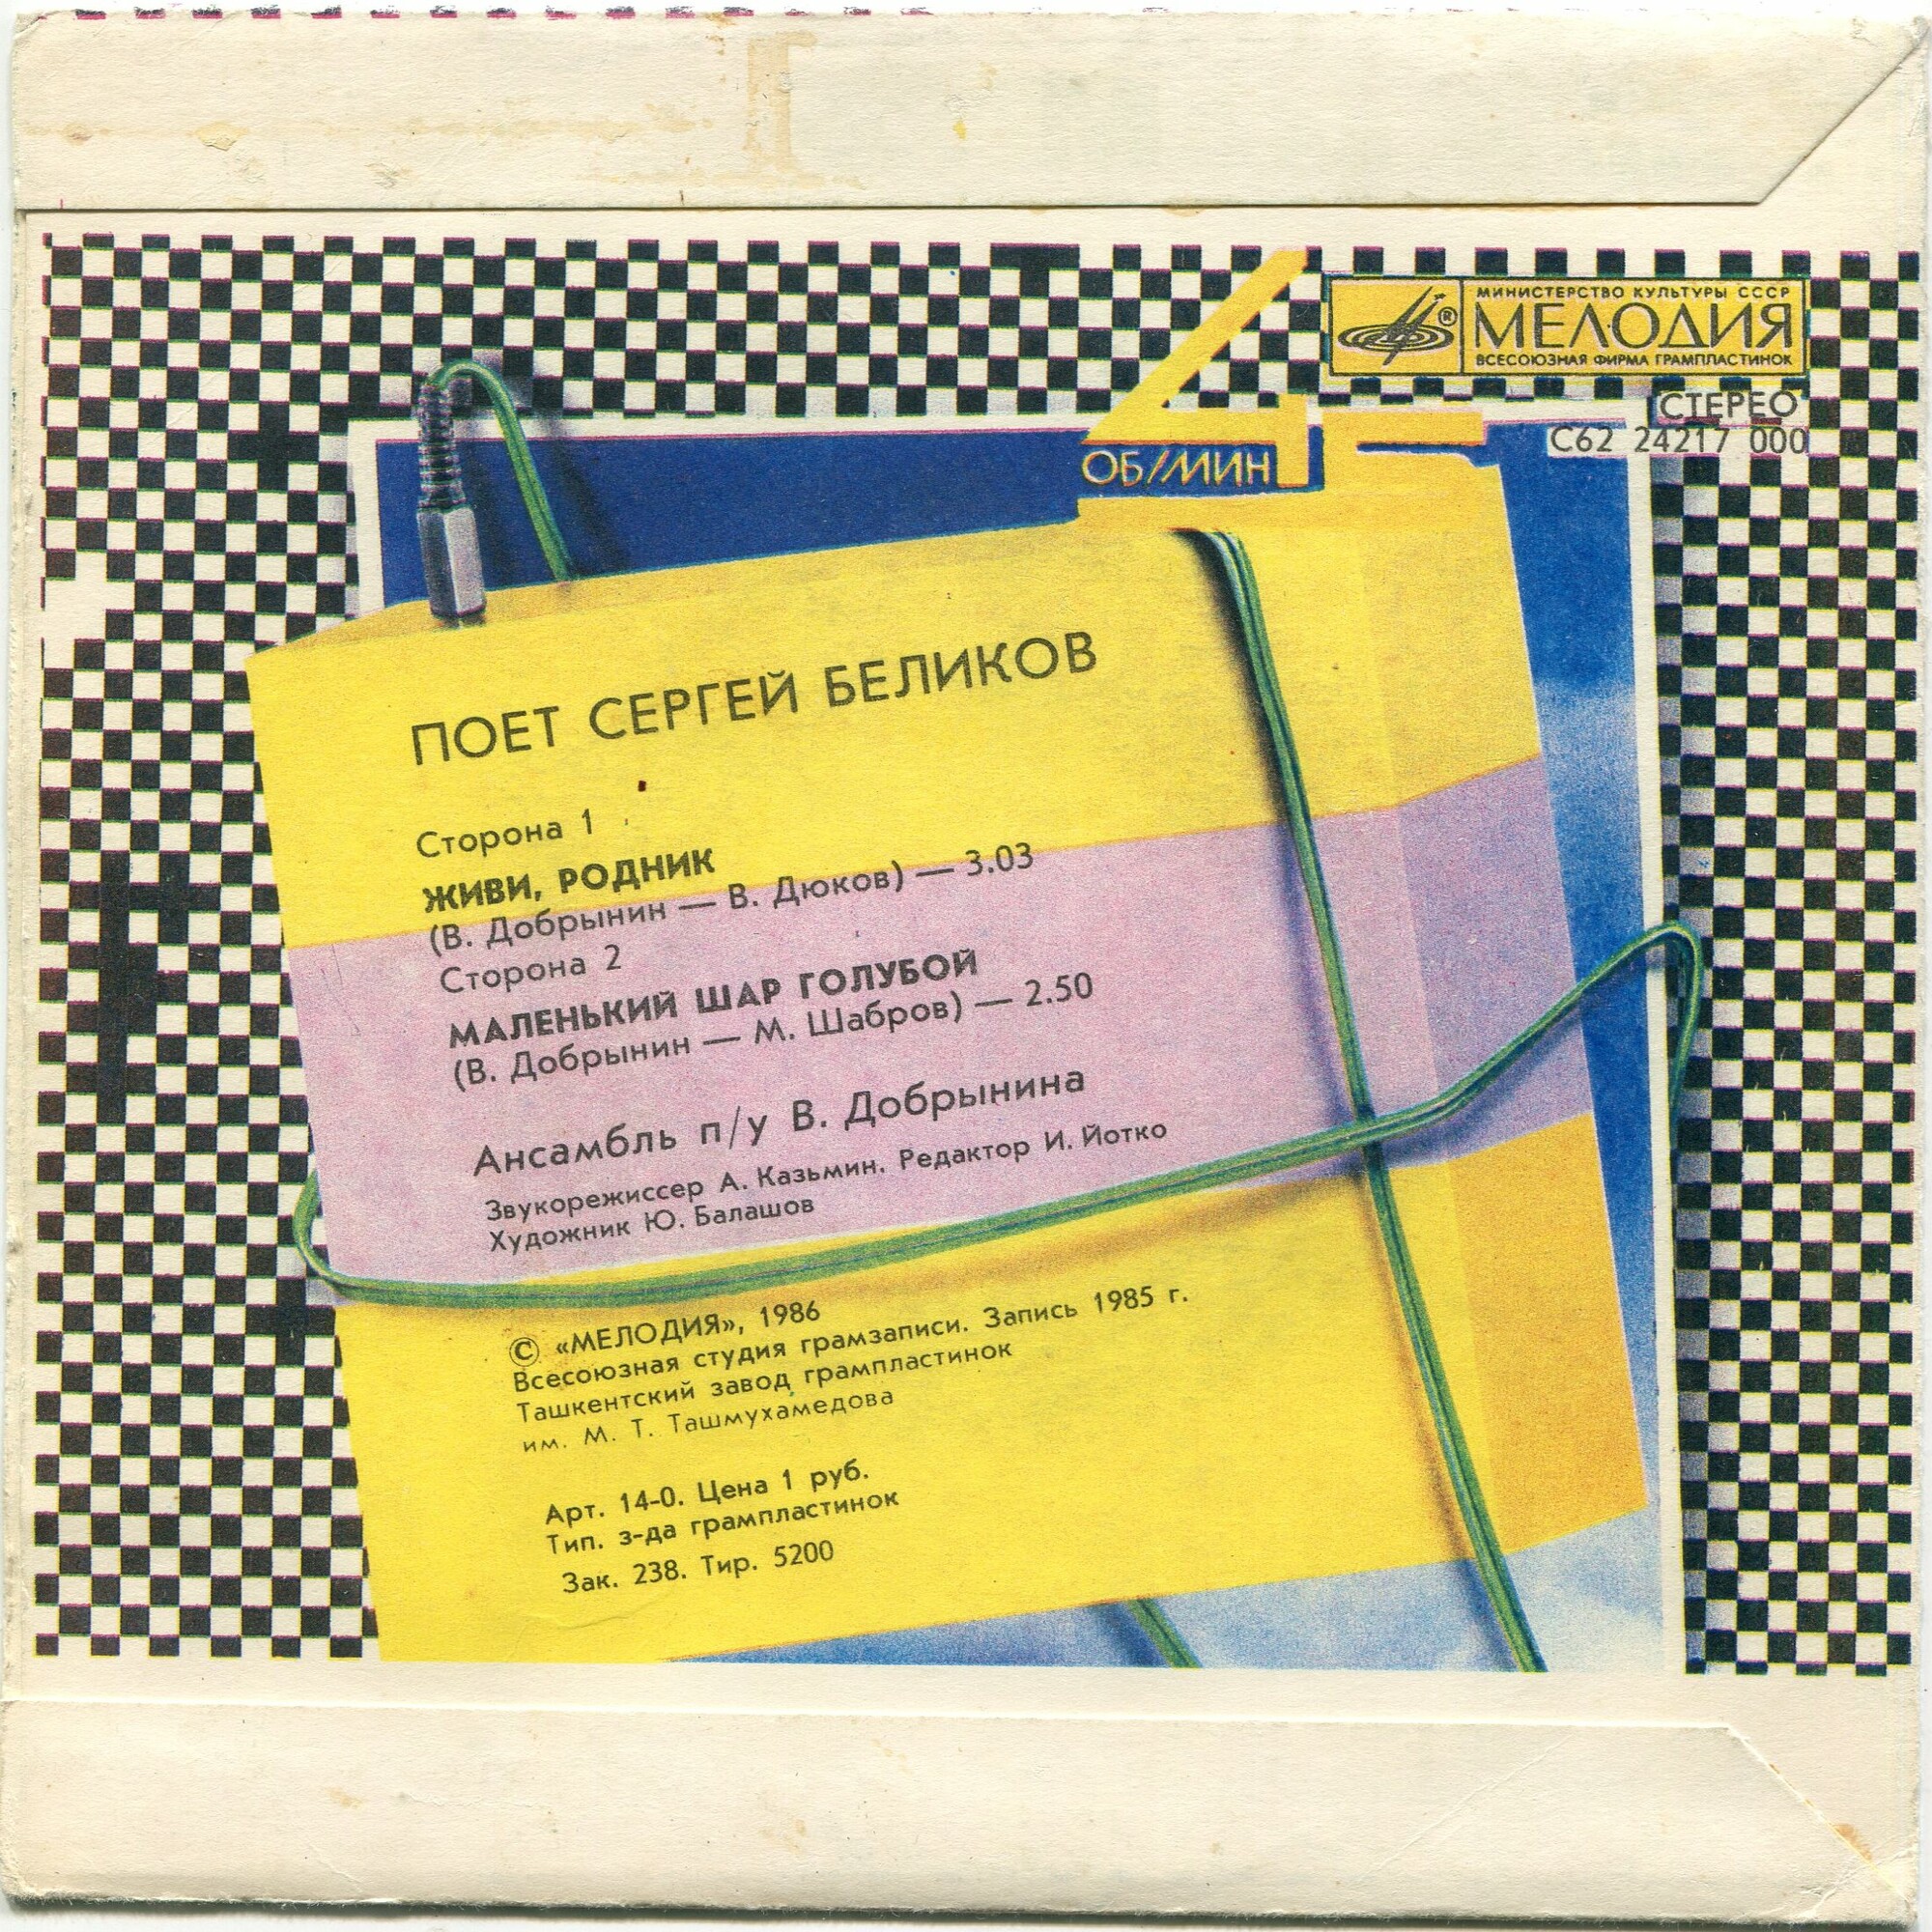 МИНИСТЕРСТВО КУЛЬТУРЫ СССР
МЕЛОДИЯ
ВСЕСОЮЗНАЯ ФИРМА ГРАМПЛАСТИНОК
СТЕРЕО
С62 24217 000
ОБ/МИН
ПОЕТ СЕРГЕЙ БЕЛИКОВ
Сторона 1
ЖИВИ, РОДНИК
(В. Добрынин — В. Дюков) — 3.03
Сторона 2
МАЛЕНЬКИЙ ШАР ГОЛУБОЙ
(В. Добрынин — М. Шабров) — 2.50
Ансамбль п/у В. Добрынина
Звукорежиссер А. Казьмин. Редактор И. Йотко
Художник Ю. Балашов
© «МЕЛОДИЯ», 1986
Всесоюзная студия грамзаписи. Запись 1985 г.
Ташкентский завод грампластинок
им. М. Т. Ташмухамедова
Арт. 14-0. Цена 1 руб.
Тип. з-да грампластинок
Зак. 238. Тир. 5200